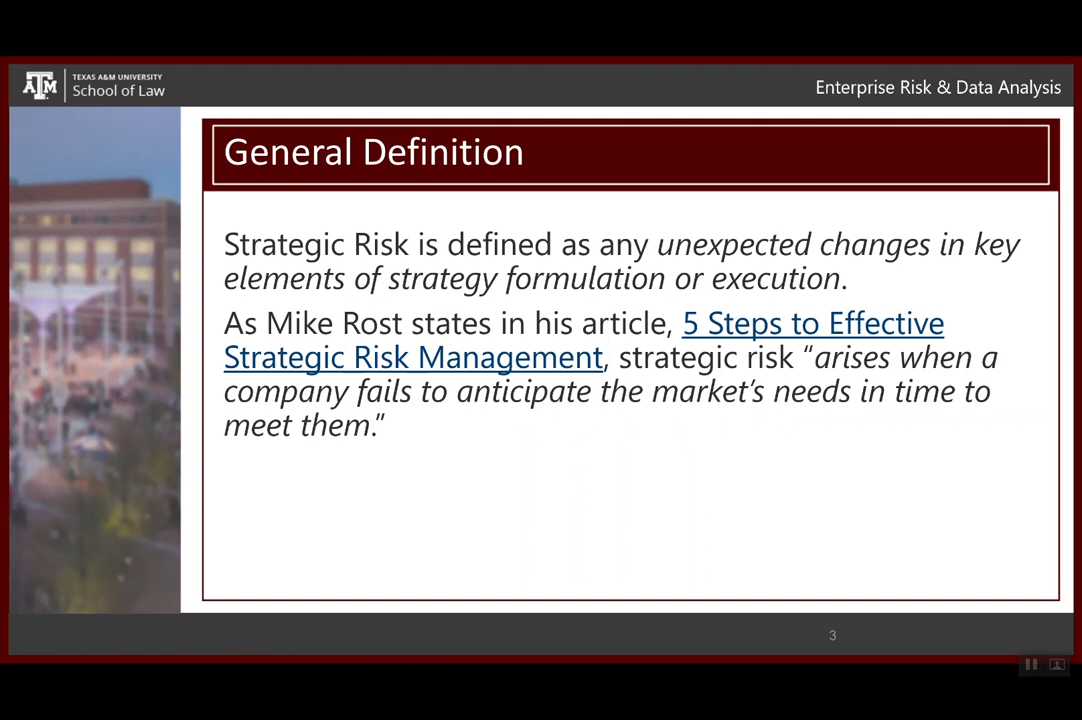 TEXAS A&M UNIVERSITY
School of Law
Enterprise Risk & Data Analysis
General Definition
Strategic Risk is defined as any unexpected changes in key
elements of strategy formulation or execution.
As Mike Rost states in his article, 5 Steps to Effective
Strategic Risk Management, strategic risk “arises when a
company fails to anticipate the market’s needs in time to
meet them.”
3